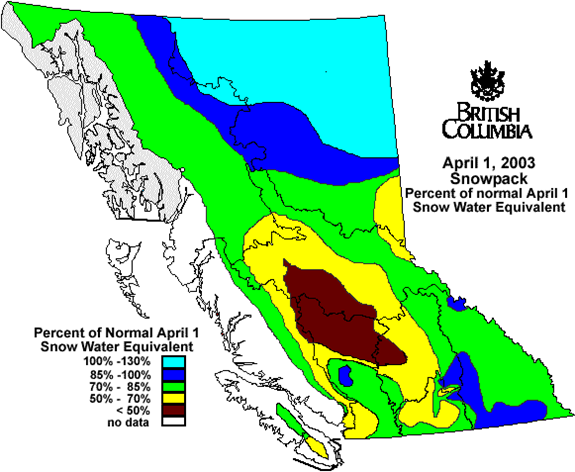 BRITISH
COLUMBIA
April 1, 2003
Snowpack
Percent of normal April 1
Snow Water Equivalent
Percent of Normal April 1
Snow Water Equivalent
100% -130%
85% -100%
70% - 85%
50% - 70%
< 50%
no data